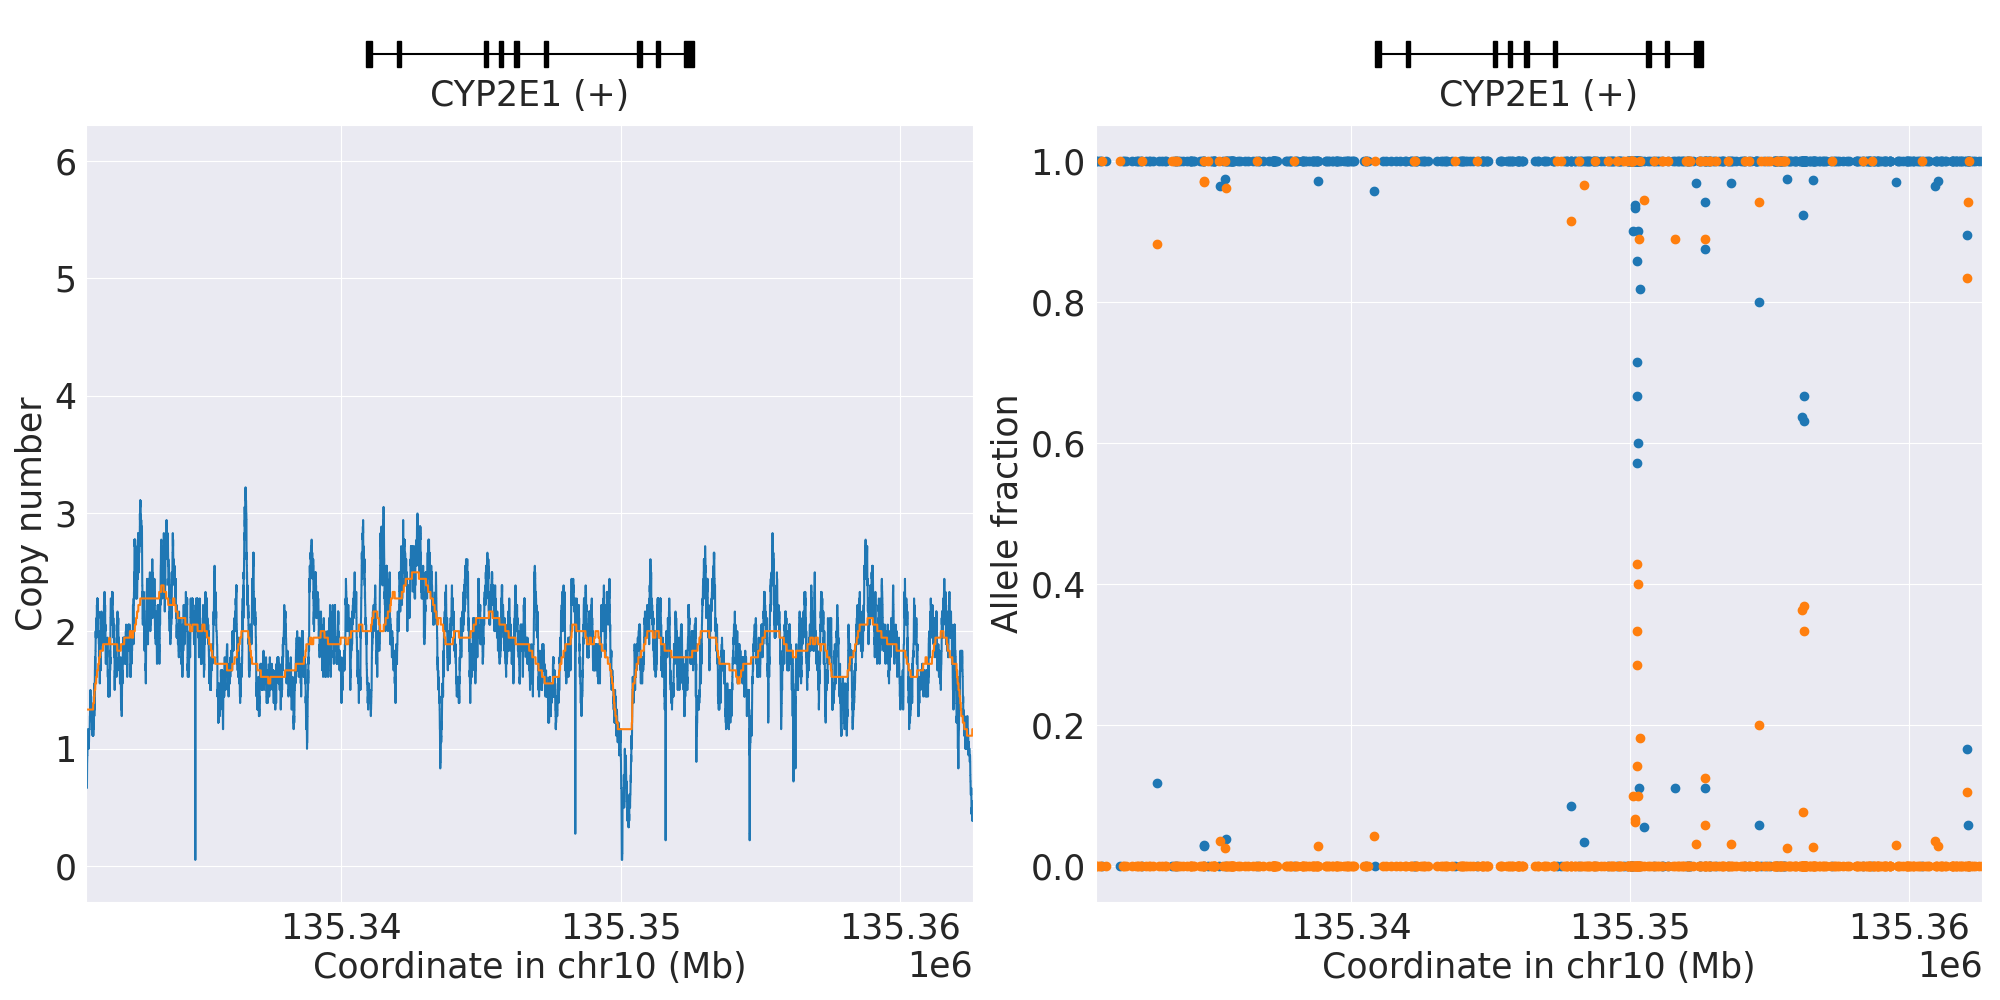 CYP2E1 (+)
CYP2E1 (+)
Copy number
6
5
4
3
2
1
0
135.34
135.35
135.36
Coordinate in chr10 (Mb)
1e6
Allele fraction
1.0
0.8
0.6
0.4
0.2
0.0
135.34
135.35
135.36
Coordinate in chr10 (Mb)
1e6